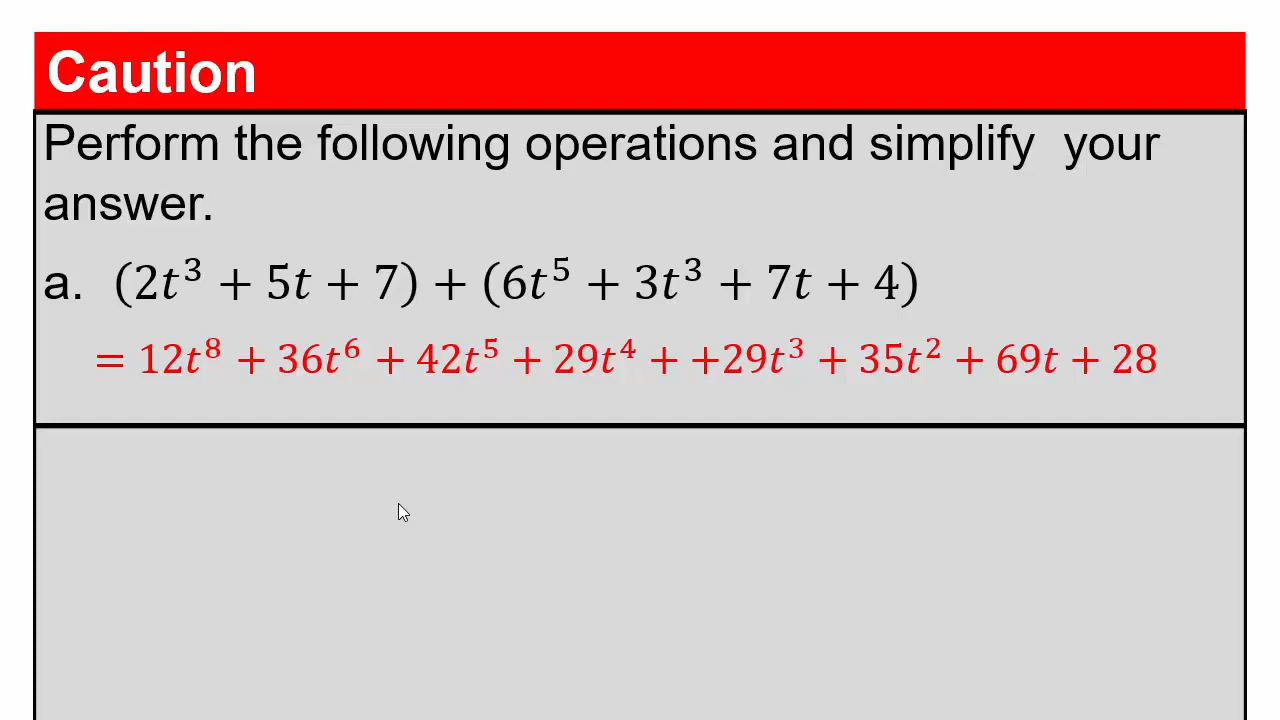 Caution
Perform the following operations and simplify  your
answer.
a. (2t³ + 5t + 7) + (6t⁵ + 3t³ + 7t + 4)
= 12t⁸ + 36t⁶ + 42t⁵ + 29t⁴ + +29t³ + 35t² + 69t + 28